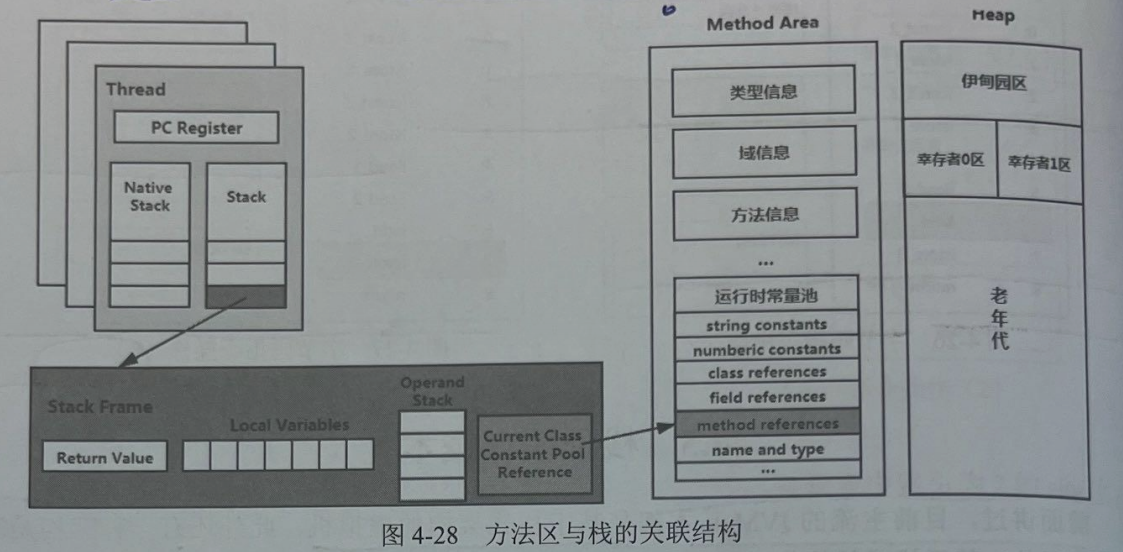 Thread
PC Register
Native
Stack
Stack
Stack Frame
Return Value
Local Variables
Operand
Stack
Current Class
Constant Pool
Reference
Method Area
类型信息
域信息
方法信息
...
运行时常量池
string constants
numberic constants
class references
field references
method references
name and type
...
Heap
伊甸园区
幸存者0区
幸存者1区
老
年
代
图 4-28 方法区与栈的关联结构